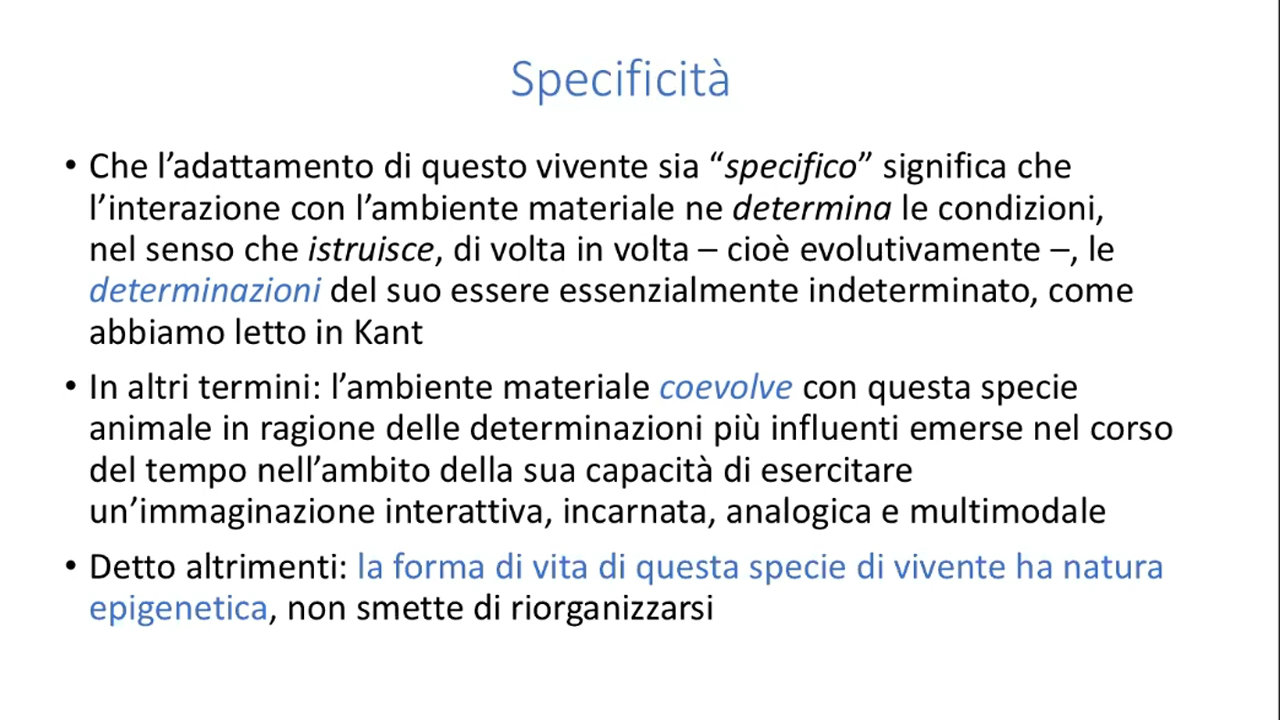 Specificità
• Che l’adattamento di questo vivente sia “specifico” significa che
l’interazione con l’ambiente materiale ne determina le condizioni,
nel senso che istruisce, di volta in volta – cioè evolutivamente –, le
determinazioni del suo essere essenzialmente indeterminato, come
abbiamo letto in Kant
• In altri termini: l’ambiente materiale coevolve con questa specie
animale in ragione delle determinazioni più influenti emerse nel corso
del tempo nell’ambito della sua capacità di esercitare
un’immaginazione interattiva, incarnata, analogica e multimodale
• Detto altrimenti: la forma di vita di questa specie di vivente ha natura
epigenetica, non smette di riorganizzarsi